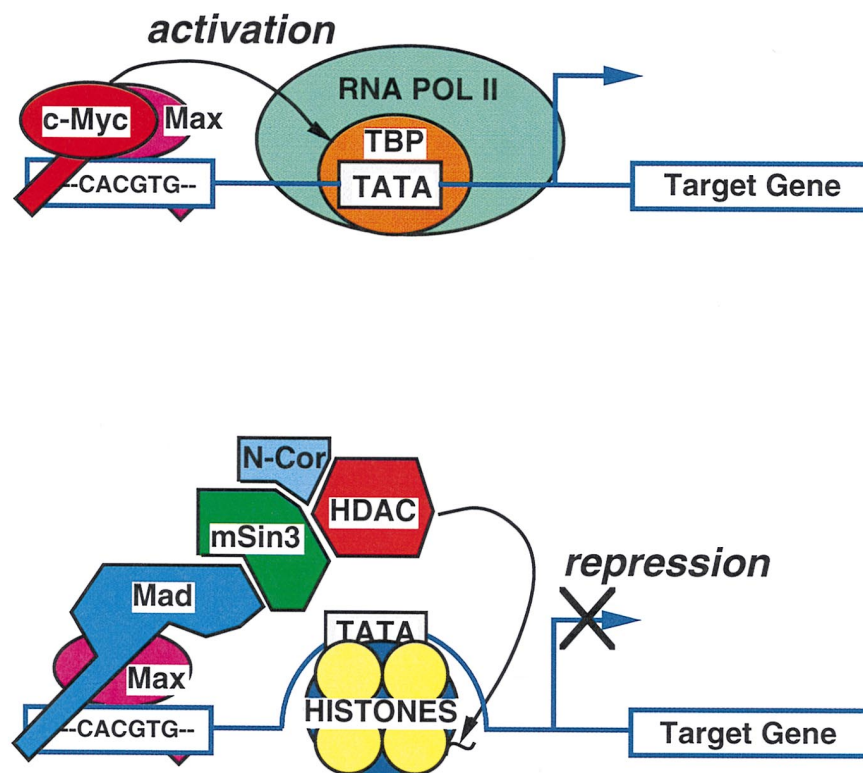 activation
RNA POL II
c-Myc
Max
TBP
--CACGTG--
TATA
Target Gene
N-Cor
HDAC
mSin3
repression
Mad
TATA
Max
HISTONES
--CACGTG--
Target Gene